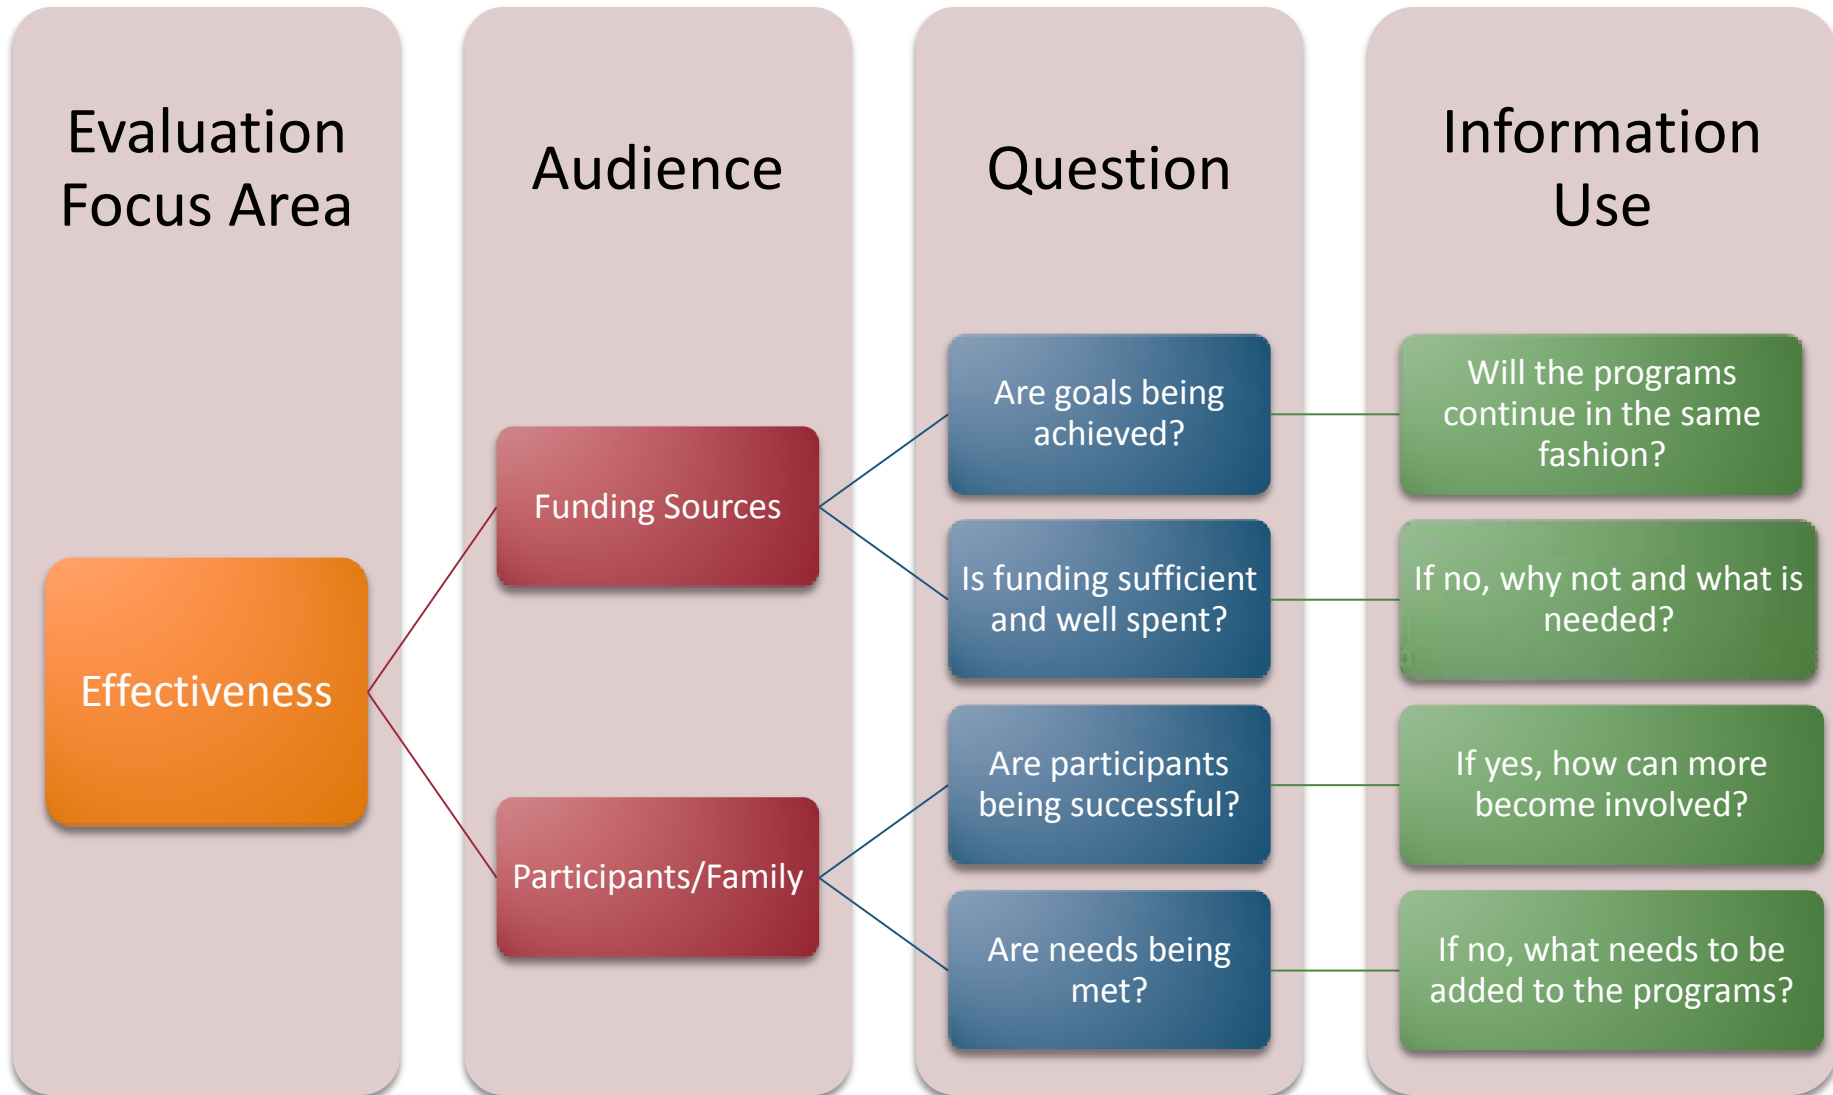 Evaluation
Focus Area
Audience
Question
Information
Use
Effectiveness
Funding Sources
Participants/Family
Are goals being
achieved?
Is funding sufficient
and well spent?
Are participants
being successful?
Are needs being
met?
Will the programs
continue in the same
fashion?
If no, why not and what is
needed?
If yes, how can more
become involved?
If no, what needs to be
added to the programs?